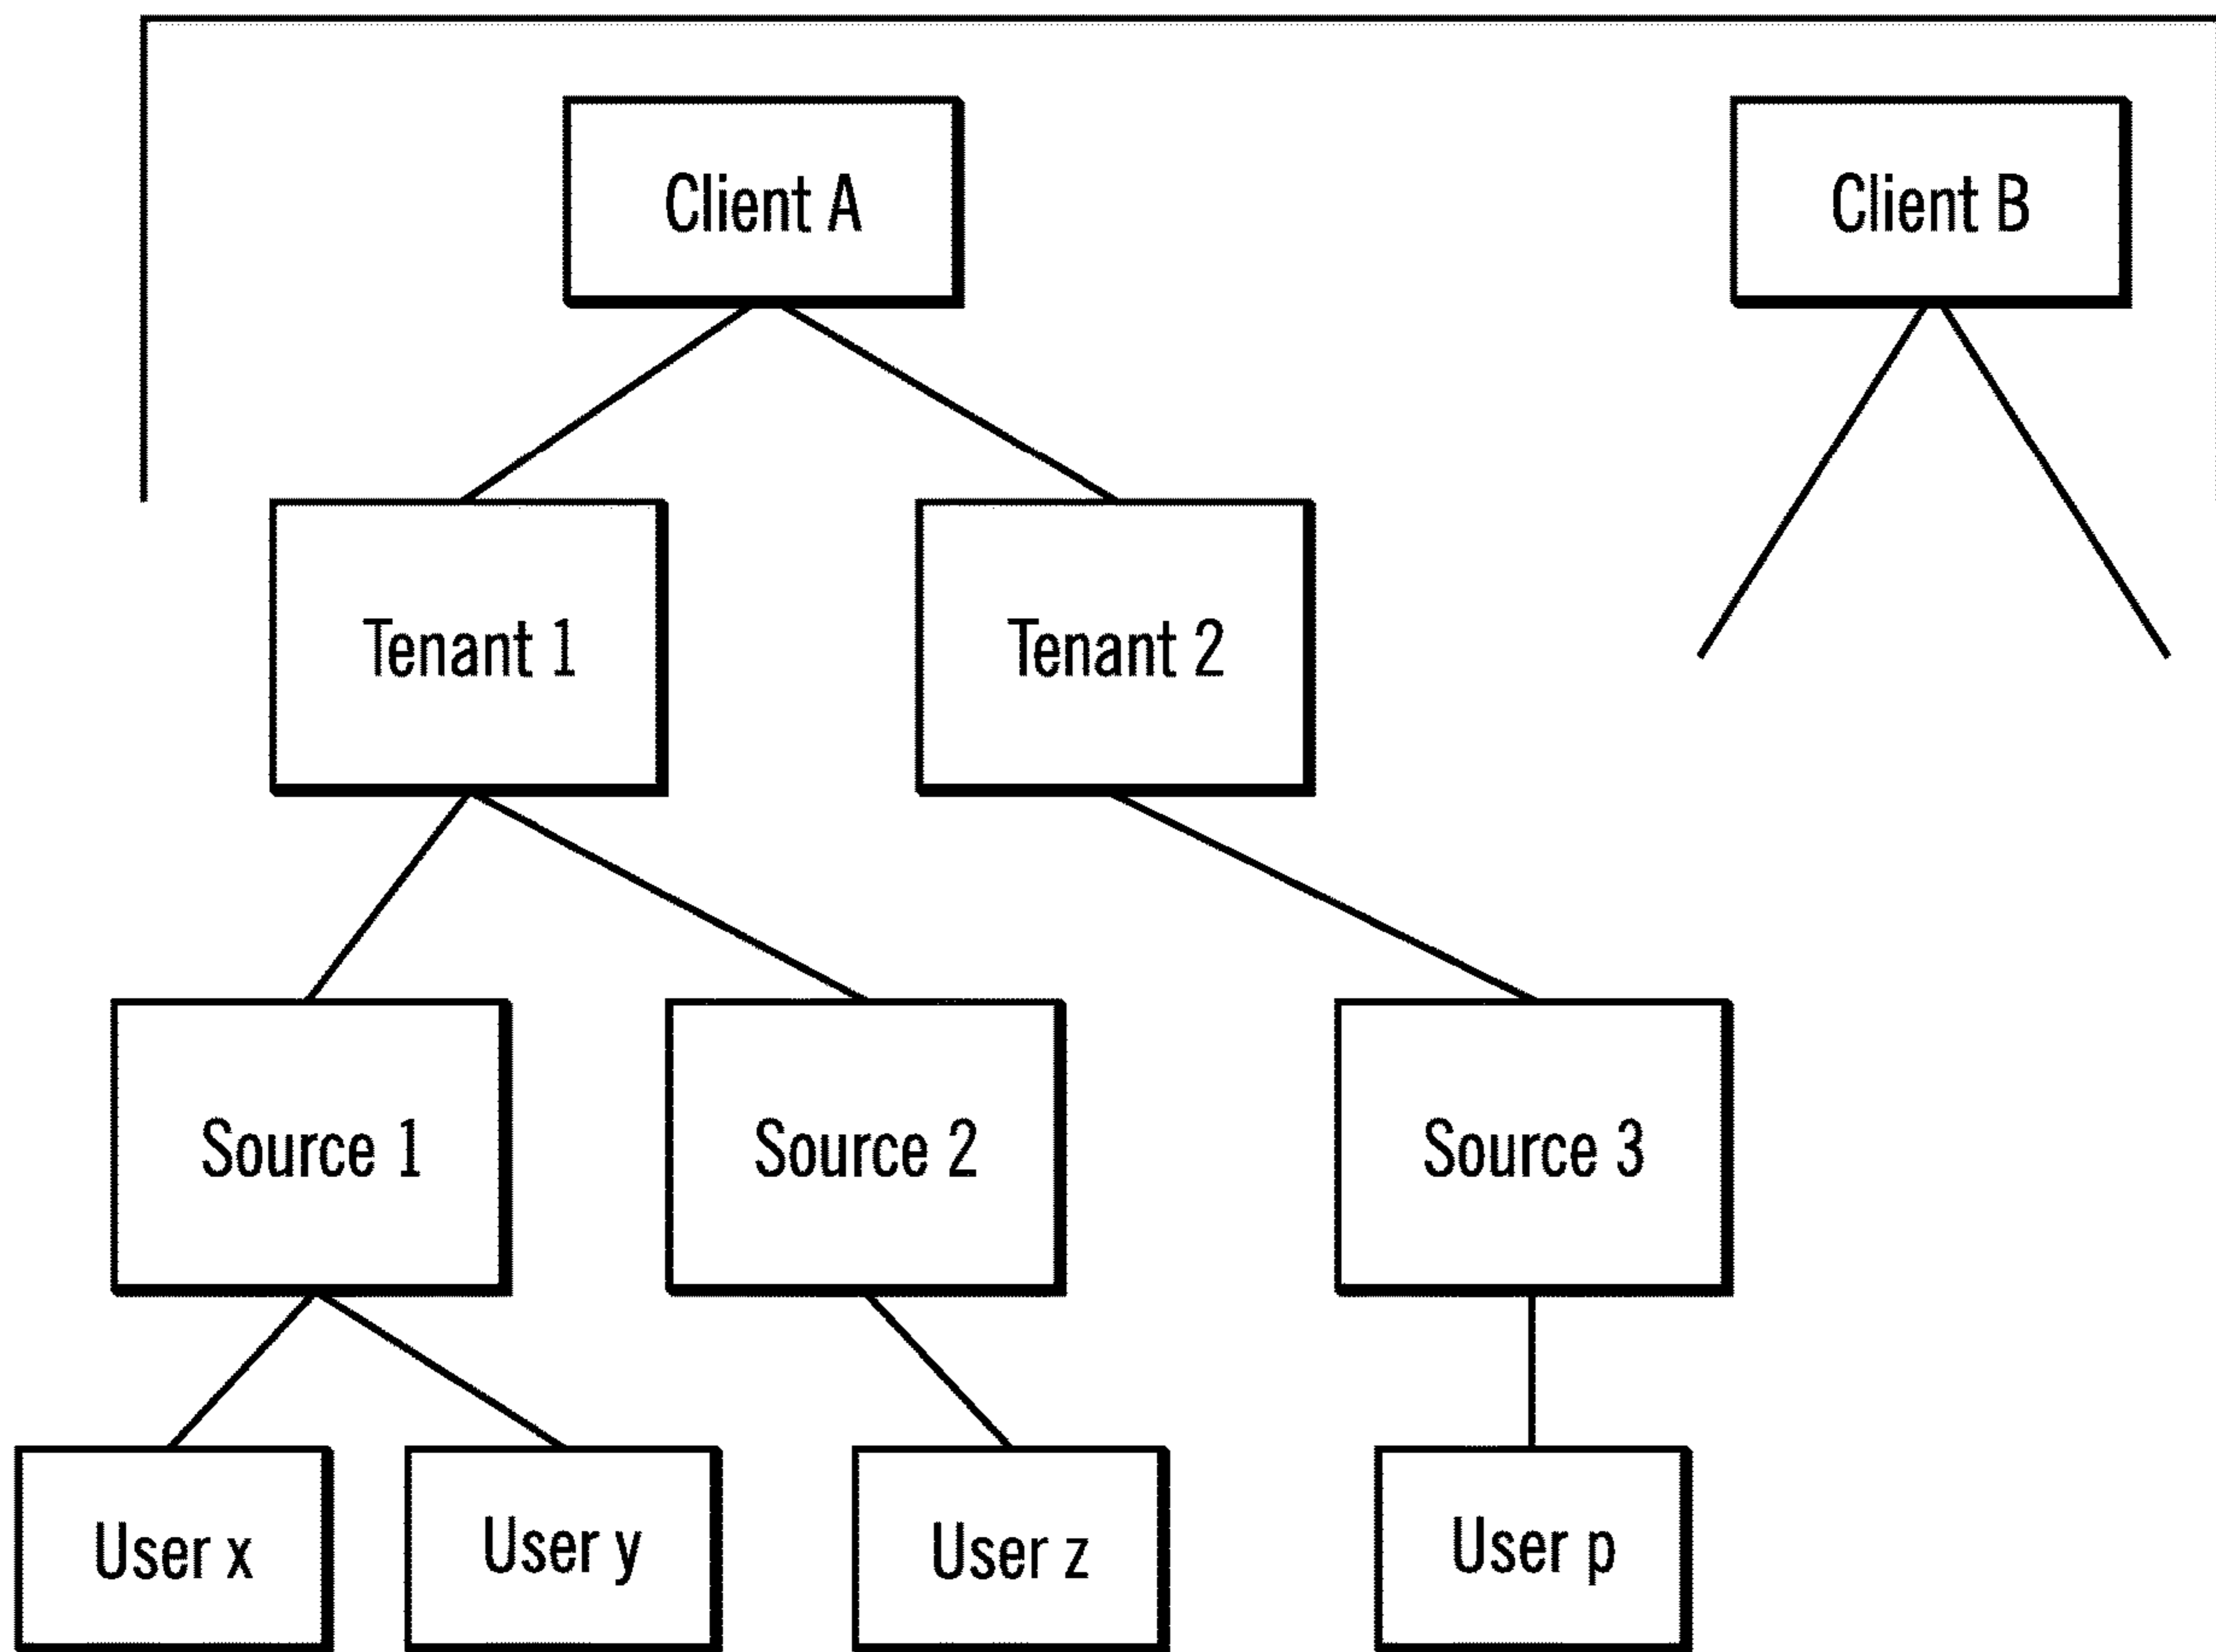 Client A
Client B
Tenant 1
Tenant 2
Source 1
Source 2
Source 3
User x
User y
User z
User p